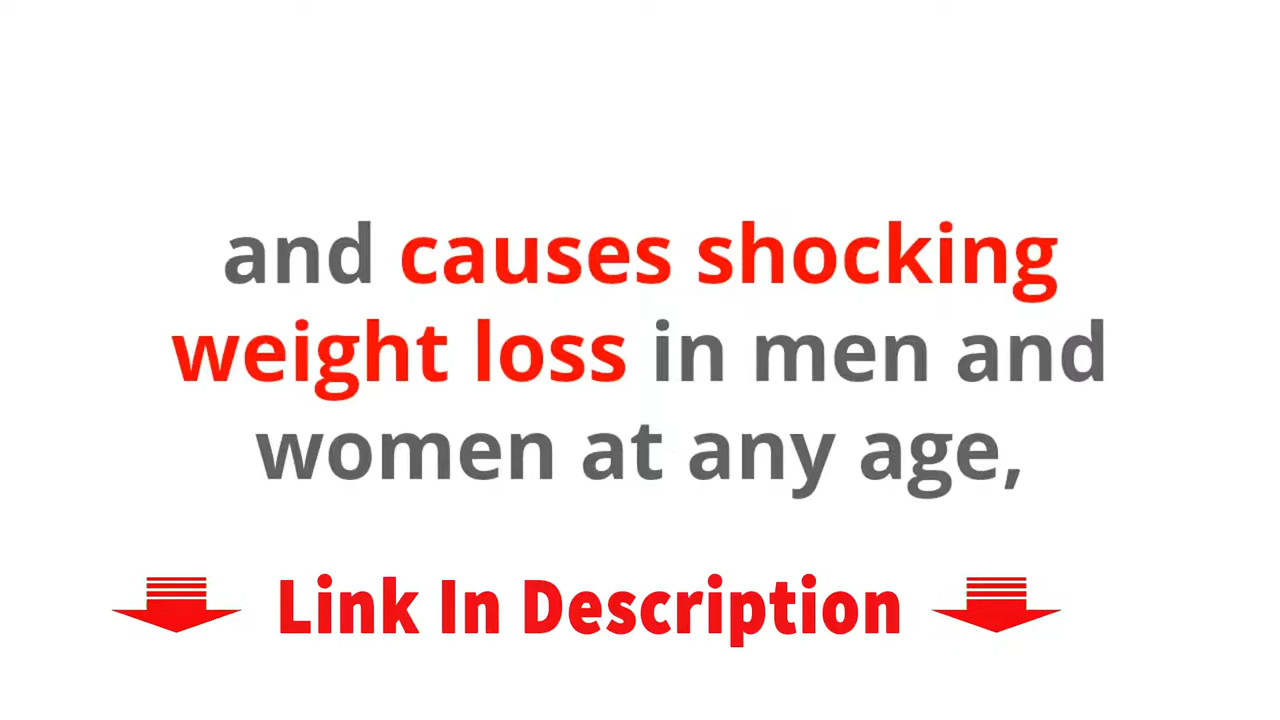 and causes shocking
weight loss in men and
women at any age,
Link In Description